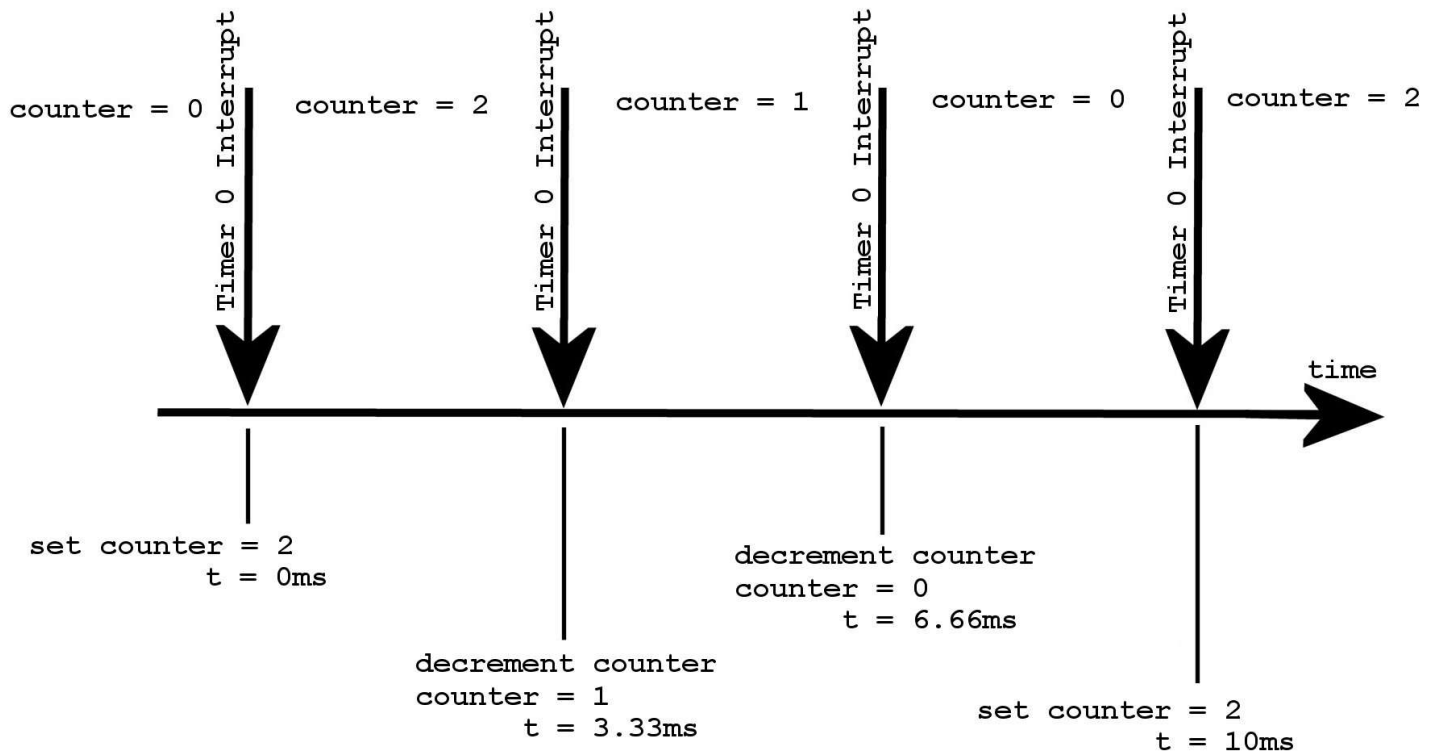 counter = 0
Timer 0 Interrupt
counter = 2
Timer 0 Interrupt
counter = 1
Timer 0 Interrupt
counter = 0
Timer 0 Interrupt
counter = 2
time
set counter = 2
t = 0ms
decrement counter
counter = 1
t = 3.33ms
decrement counter
counter = 0
t = 6.66ms
set counter = 2
t = 10ms